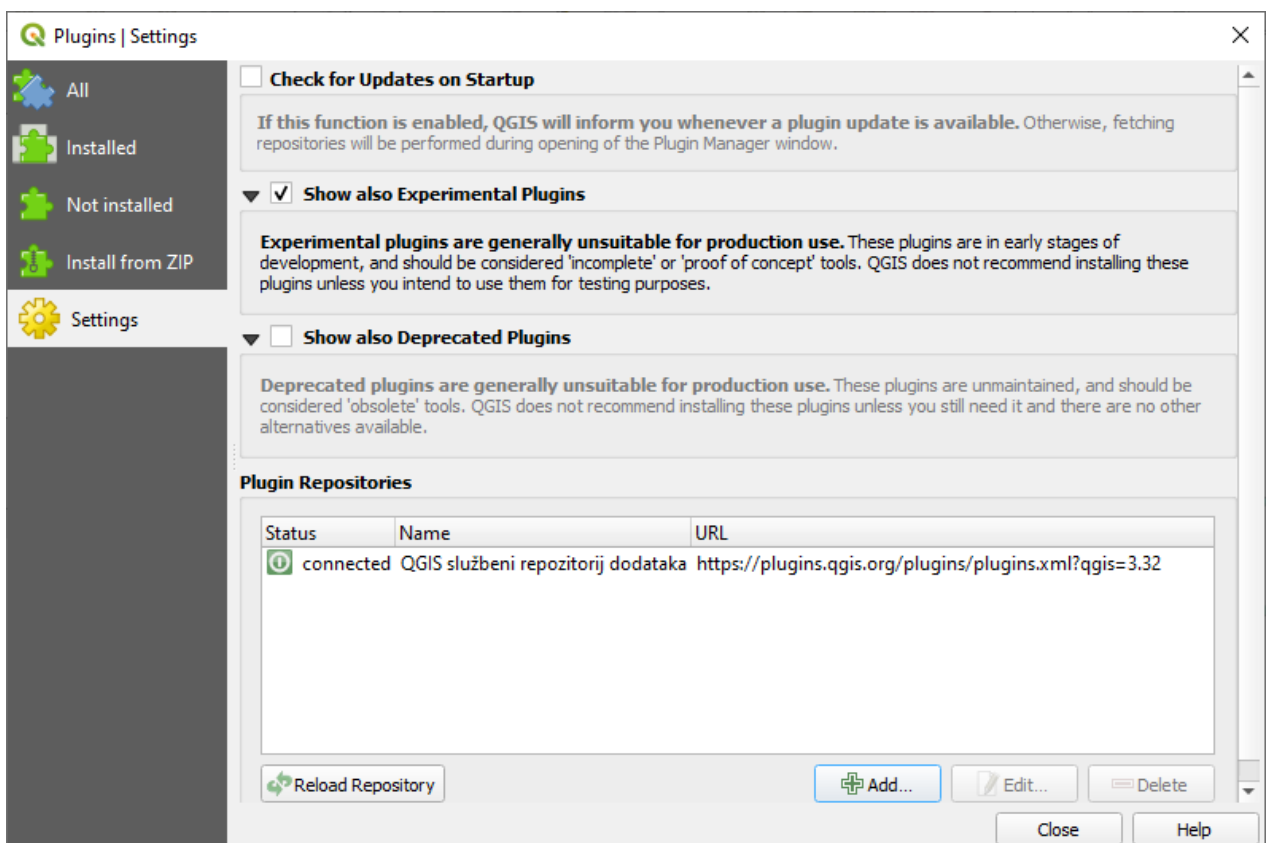 Plugins | Settings
All
Installed
Not installed
Install from ZIP
Settings
Check for Updates on Startup
If this function is enabled, QGIS will inform you whenever a plugin update is available. Otherwise, fetching
repositories will be performed during opening of the Plugin Manager window.
Show also Experimental Plugins
Experimental plugins are generally unsuitable for production use. These plugins are in early stages of
development, and should be considered 'incomplete' or 'proof of concept' tools. QGIS does not recommend installing these
plugins unless you intend to use them for testing purposes.
Show also Deprecated Plugins
Deprecated plugins are generally unsuitable for production use. These plugins are unmaintained, and should be
considered 'obsolete' tools. QGIS does not recommend installing these plugins unless you still need it and there are no other
alternatives available.
Plugin Repositories
Status Name URL
connected QGIS službeni repozitorij dodataka https://plugins.qgis.org/plugins/plugins.xml?qgis=3.32
Reload Repository Add... Edit... Delete
Close Help